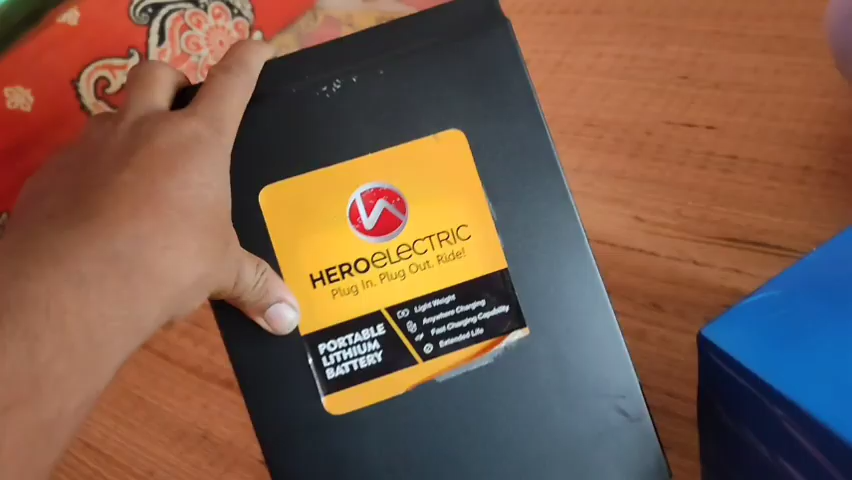 HEROeLeCTRIC
Plug In. Plug Out. Ride!
PORTABLE
LITHIUM
BATTERY
Light Weight
Anywhere Charging
Fast Charging Capability
Extended Life